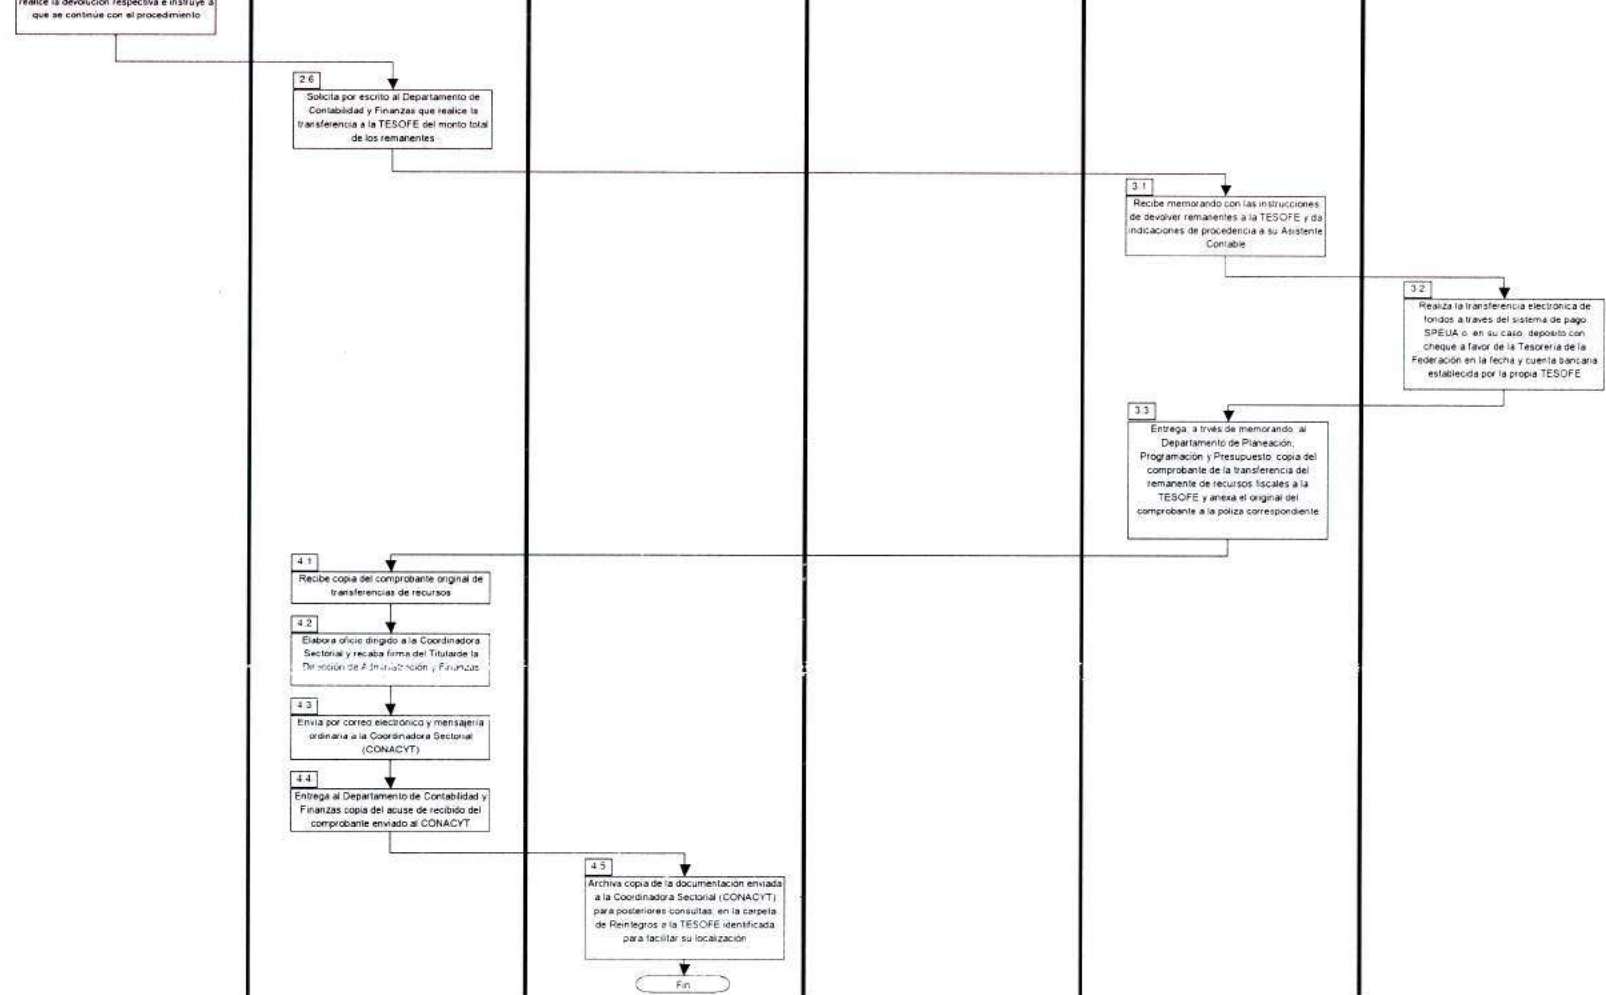 realice la devolución respectiva e instruye a
que se continúe con el procedimiento
2.6
Solicita por escrito al Departamento de
Contabilidad y Finanzas que realice la
transferencia a la TESOFE del monto total
de los remanentes
3.1
Recibe memorando con las instrucciones
de devolver remanentes a la TESOFE y da
indicaciones de procedencia a su Asistente
Contable
3.2
Realiza la transferencia electrónica de
fondos a través del sistema de pago
SPEUA o, en su caso, deposito con
cheque a favor de la Tesorería de la
Federación en la fecha y cuenta bancaria
establecida por la propia TESOFE
3.3
Entrega, a trvés de memorando, al
Departamento de Planeación,
Programación y Presupuesto, copia del
comprobante de la transferencia del
remanente de recursos fiscales a la
TESOFE y anexa el original del
comprobante a la póliza correspondiente
4.1
Recibe copia del comprobante original de
transferencias de recursos
4.2
Elabora oficio dirigido a la Coordinadora
Sectorial y recaba firma del Titularde la
Dirección de Administración y Finanzas
4.3
Envía por correo electrónico y mensajería
ordinaria a la Coordinadora Sectorial
(CONACYT)
4.4
Entrega al Departamento de Contabilidad y
Finanzas copia del acuse de recibido del
comprobante enviado al CONACYT
4.5
Archiva copia de la documentación enviada
a la Coordinadora Sectorial (CONACYT)
para posteriores consultas, en la carpeta
de Reintegros a la TESOFE identificada
para facilitar su localización
Fin